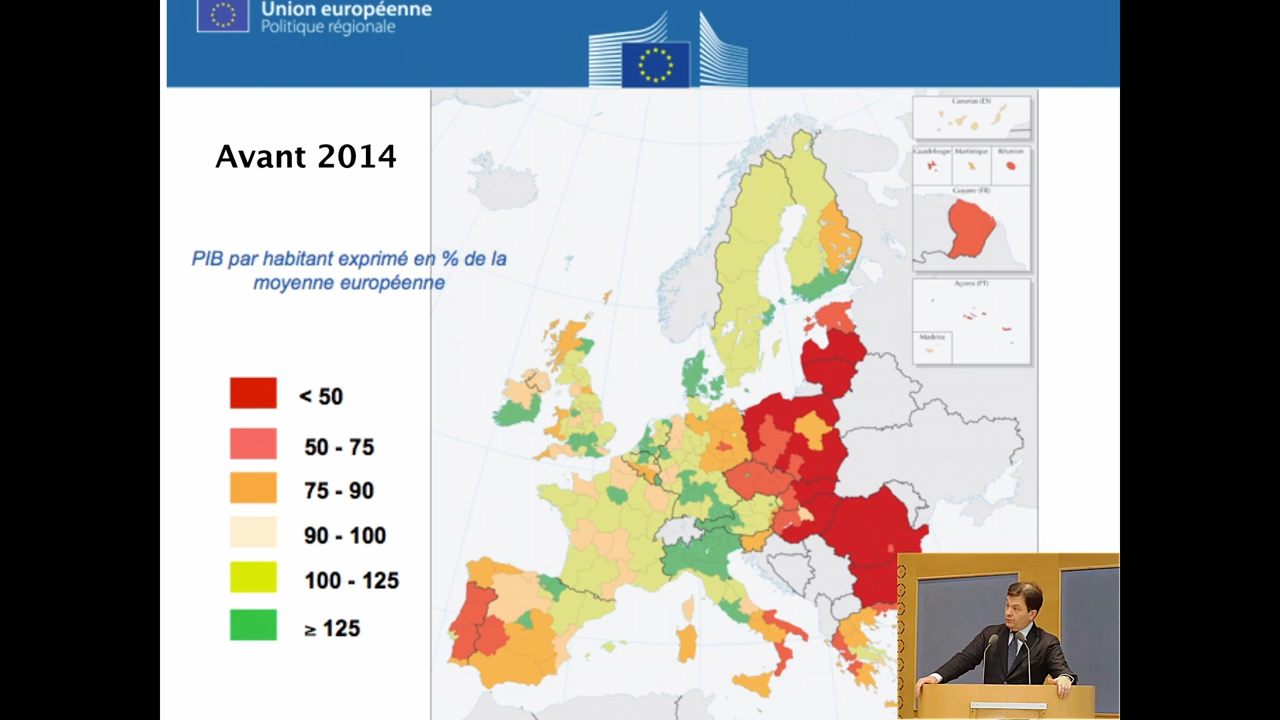 Union européenne
Politique régionale
Avant 2014
PIB par habitant exprimé en % de la
moyenne européenne
< 50
50 - 75
75 - 90
90 - 100
100 - 125
≥ 125
Canarias (ES)
Guadeloupe Martinique Réunion
Guyane (FR)
Açores (PT)
Madeira